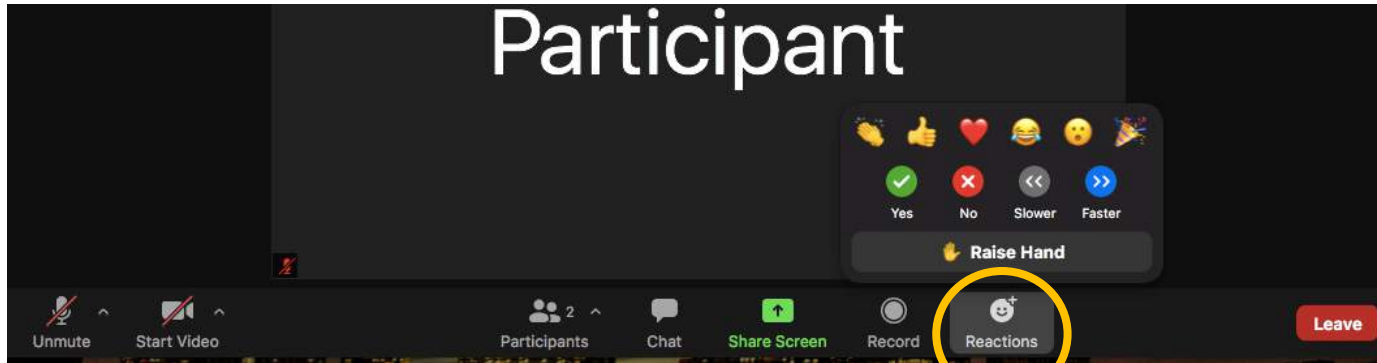 Participant
Yes No Slower Faster
Raise Hand
Unmute Start Video Participants 2 Chat Share Screen Record Reactions Leave